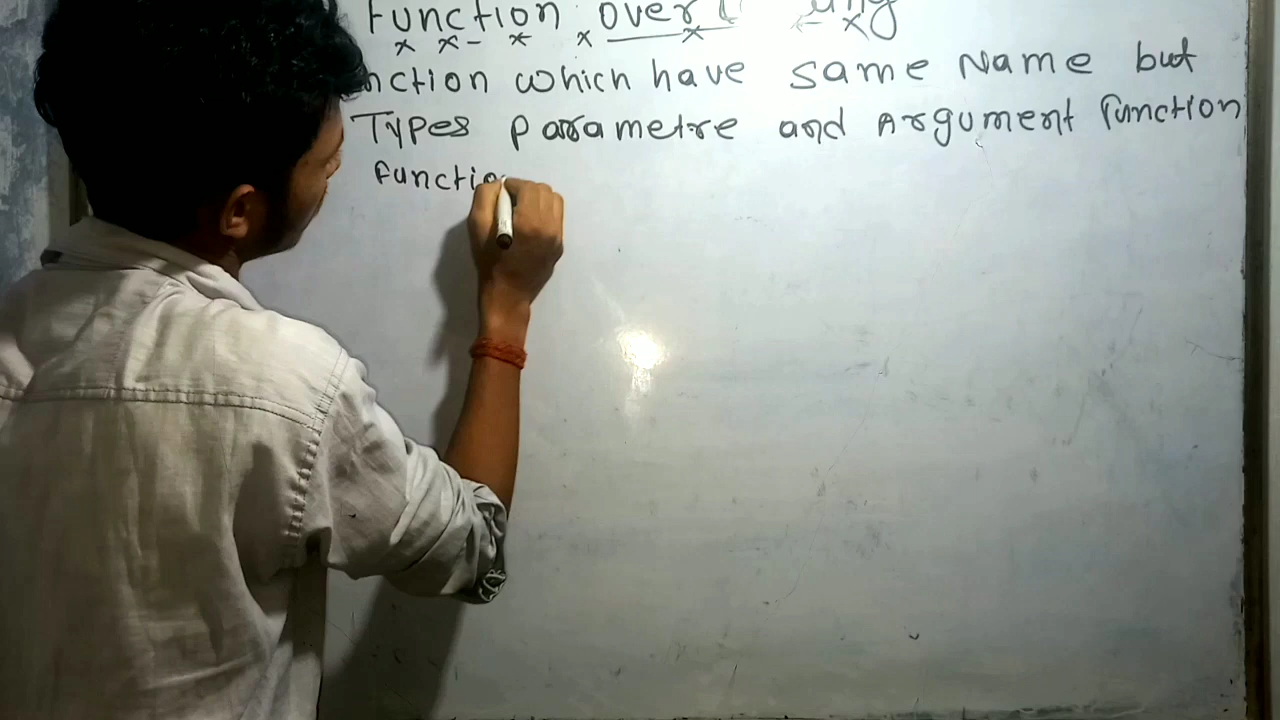 Function over
nction which have same Name but
Types parametre and Argument function
functio